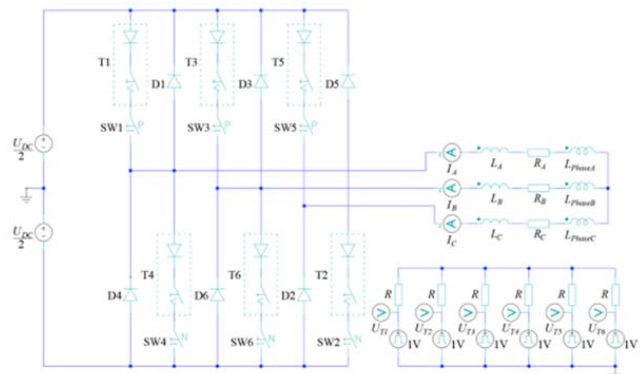 T1 T3 T5
D1 D3 D5
SW1 P SW3 P SW5 P
U_DC/2
I_A L_A R_A L_PhaseA
I_B L_B R_B L_PhaseB
U_DC/2
I_C L_C R_C L_PhaseC
T4 T6 T2
D4 D6 D2
R R R R R R
U_T1 U_T2 U_T3 U_T4 U_T5 U_T6
1V 1V 1V 1V 1V 1V
SW4 N SW6 N SW2 N